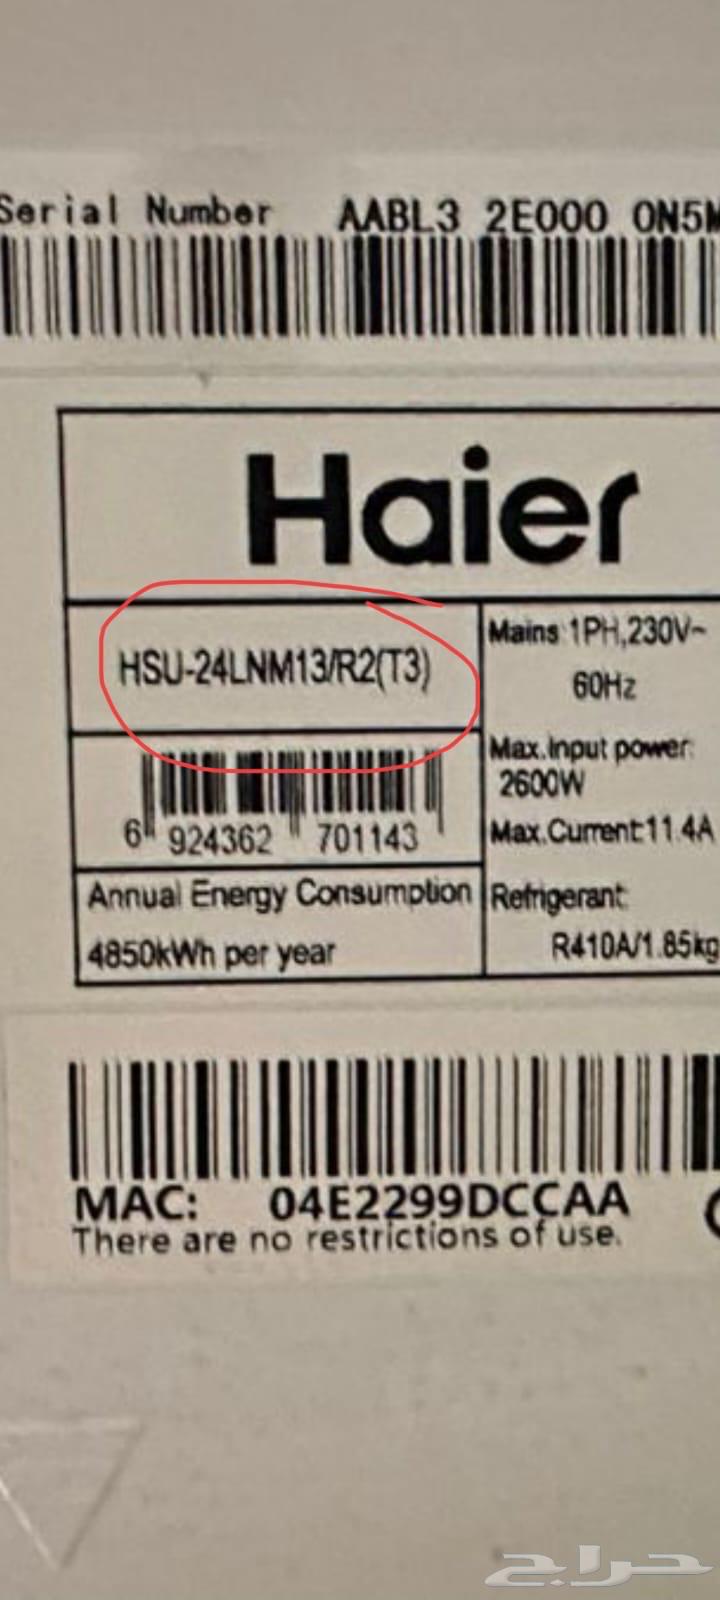 Serial Number AABL3 2E000 0N5M
Haier
HSU-24LNM13/R2(T3)
Mains:1PH,230V~
60Hz
Max.Input power:
2600W
Max.Current:11.4A
6 924362 701143
Annual Energy Consumption
4850kWh per year
Refrigerant:
R410A/1.85kg
MAC: 04E2299DCCAA
There are no restrictions of use.
حراج